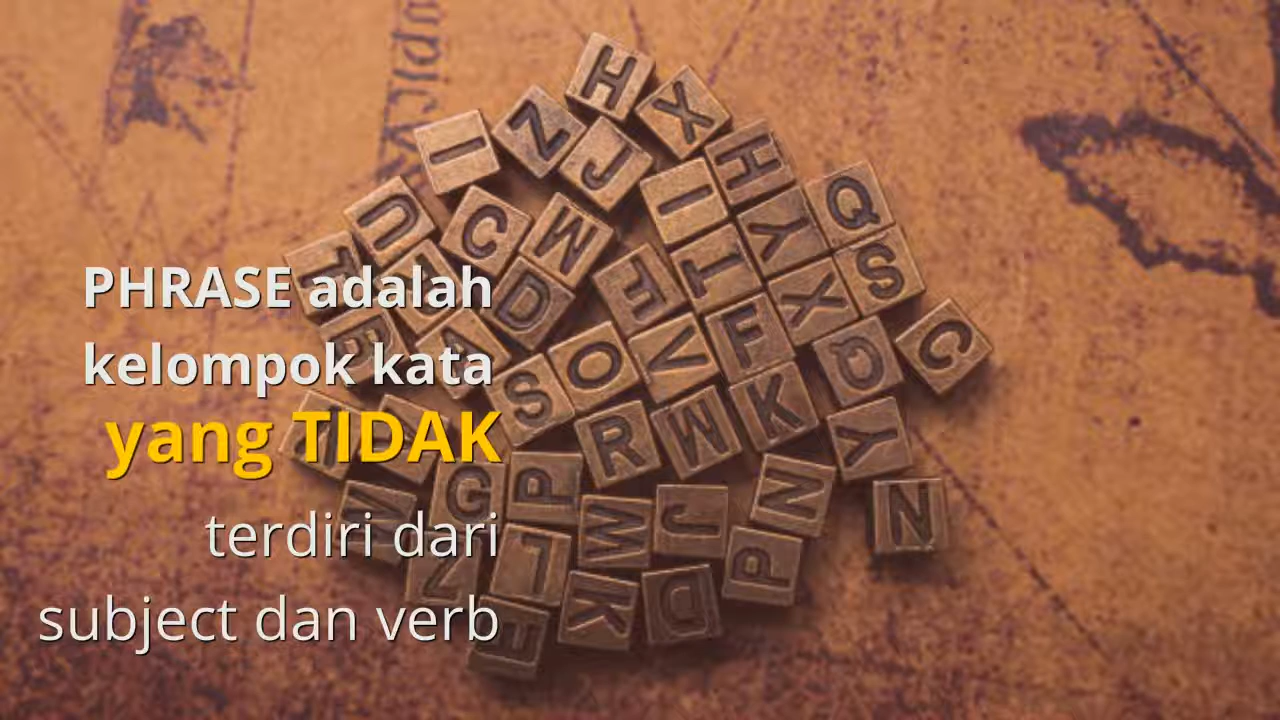 PHRASE adalah
kelompok kata
yang TIDAK
terdiri dari
subject dan verb